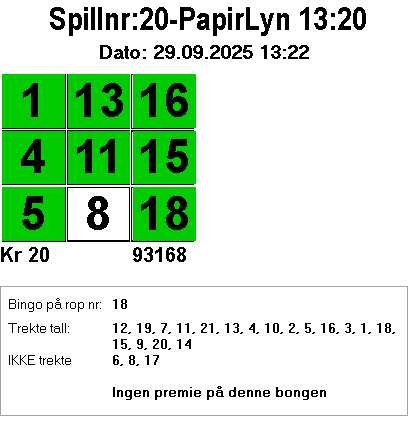 Spillnr:20-PapirLyn 13:20
Dato: 29.09.2025 13:22
1 13 16
4 11 15
5 8 18
Kr 20 93168
Bingo på rop nr: 18
Trekte tall: 12, 19, 7, 11, 21, 13, 4, 10, 2, 5, 16, 3, 1, 18,
15, 9, 20, 14
IKKE trekte 6, 8, 17
Ingen premie på denne bongen